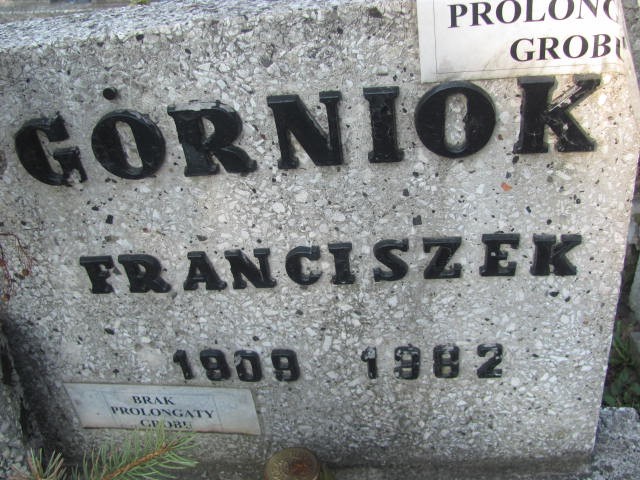 PROLONG
GROBU
GÓRNIOK
FRANCISZEK
1909 1982
BRAK
PROLONGATY
GROBU